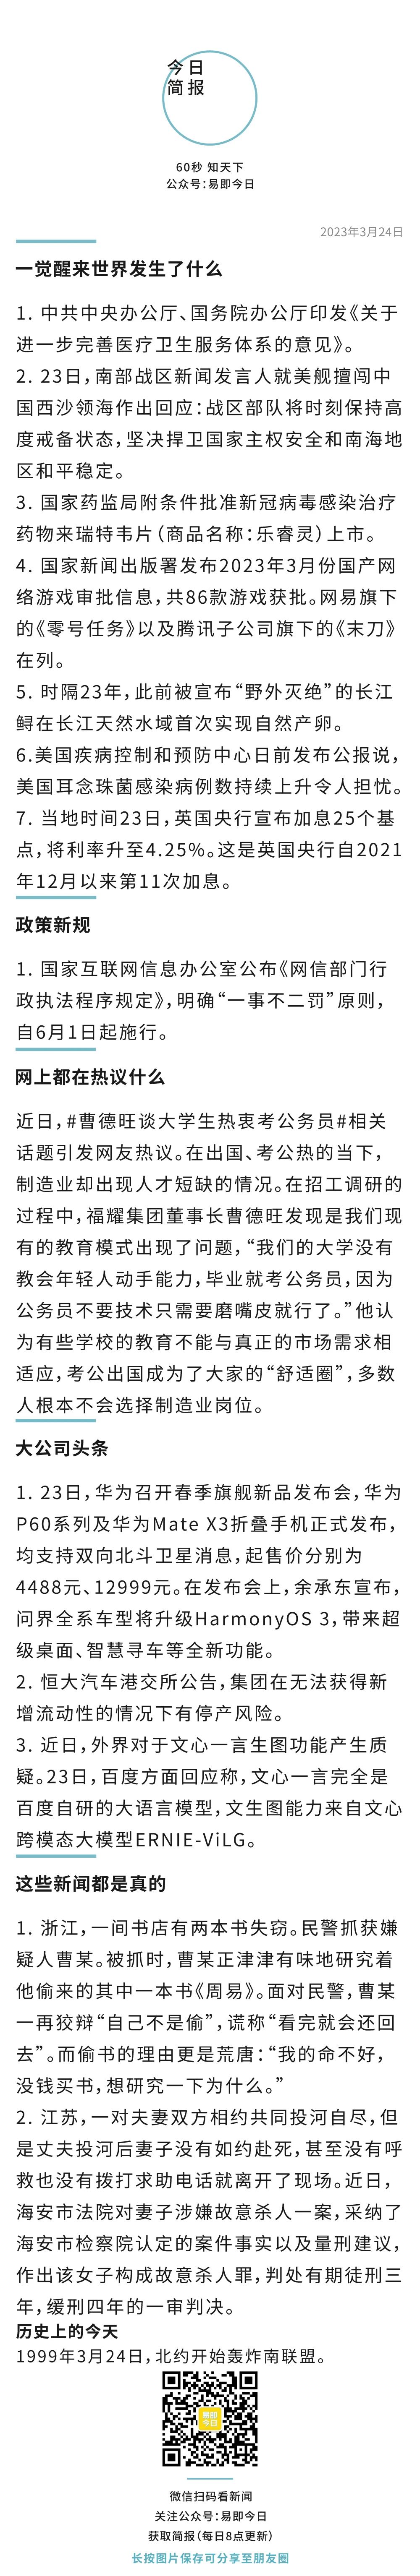 今日
简报
60秒 知天下
公众号:易即今日
2023年3月24日
一觉醒来世界发生了什么
1. 中共中央办公厅、国务院办公厅印发《关于
进一步完善医疗卫生服务体系的意见》。
2. 23日,南部战区新闻发言人就美舰擅闯中
国西沙领海作出回应:战区部队将时刻保持高
度戒备状态,坚决捍卫国家主权安全和南海地
区和平稳定。
3. 国家药监局附条件批准新冠病毒感染治疗
药物来瑞特韦片(商品名称:乐睿灵)上市。
4. 国家新闻出版署发布2023年3月份国产网
络游戏审批信息,共86款游戏获批。网易旗下
的《零号任务》以及腾讯子公司旗下的《末刀》
在列。
5. 时隔23年,此前被宣布“野外灭绝”的长江
鲟在长江天然水域首次实现自然产卵。
6.美国疾病控制和预防中心日前发布公报说,
美国耳念珠菌感染病例数持续上升令人担忧。
7. 当地时间23日,英国央行宣布加息25个基
点,将利率升至4.25%。这是英国央行自2021
年12月以来第11次加息。
政策新规
1. 国家互联网信息办公室公布《网信部门行
政执法程序规定》,明确“一事不二罚”原则,
自6月1日起施行。
网上都在热议什么
近日,#曹德旺谈大学生热衷考公务员#相关
话题引发网友热议。在出国、考公热的当下,
制造业却出现人才短缺的情况。在招工调研的
过程中,福耀集团董事长曹德旺发现是我们现
有的教育模式出现了问题,“我们的大学没有
教会年轻人动手能力,毕业就考公务员,因为
公务员不要技术只需要磨嘴皮就行了。”他认
为有些学校的教育不能与真正的市场需求相
适应,考公出国成为了大家的“舒适圈”,多数
人根本不会选择制造业岗位。
大公司头条
1. 23日,华为召开春季旗舰新品发布会,华为
P60系列及华为Mate X3折叠手机正式发布,
均支持双向北斗卫星消息,起售价分别为
4488元、12999元。在发布会上,余承东宣布,
问界全系车型将升级HarmonyOS 3,带来超
级桌面、智慧寻车等全新功能。
2. 恒大汽车港交所公告,集团在无法获得新
增流动性的情况下有停产风险。
3. 近日,外界对于文心一言生图功能产生质
疑。23日,百度方面回应称,文心一言完全是
百度自研的大语言模型,文生图能力来自文心
跨模态大模型ERNIE-ViLG。
这些新闻都是真的
1. 浙江,一间书店有两本书失窃。民警抓获嫌
疑人曹某。被抓时,曹某正津津有味地研究着
他偷来的其中一本书《周易》。面对民警,曹某
一再狡辩“自己不是偷”,谎称“看完就会还回
去”。而偷书的理由更是荒唐:“我的命不好,
没钱买书,想研究一下为什么。”
2. 江苏,一对夫妻双方相约共同投河自尽,但
是丈夫投河后妻子没有如约赴死,甚至没有呼
救也没有拨打求助电话就离开了现场。近日,
海安市法院对妻子涉嫌故意杀人一案,采纳了
海安市检察院认定的案件事实以及量刑建议,
作出该女子构成故意杀人罪,判处有期徒刑三
年,缓刑四年的一审判决。
历史上的今天
1999年3月24日,北约开始轰炸南联盟。
易即
今日
微信扫码看新闻
关注公众号:易即今日
获取简报(每日8点更新)
长按图片保存可分享至朋友圈